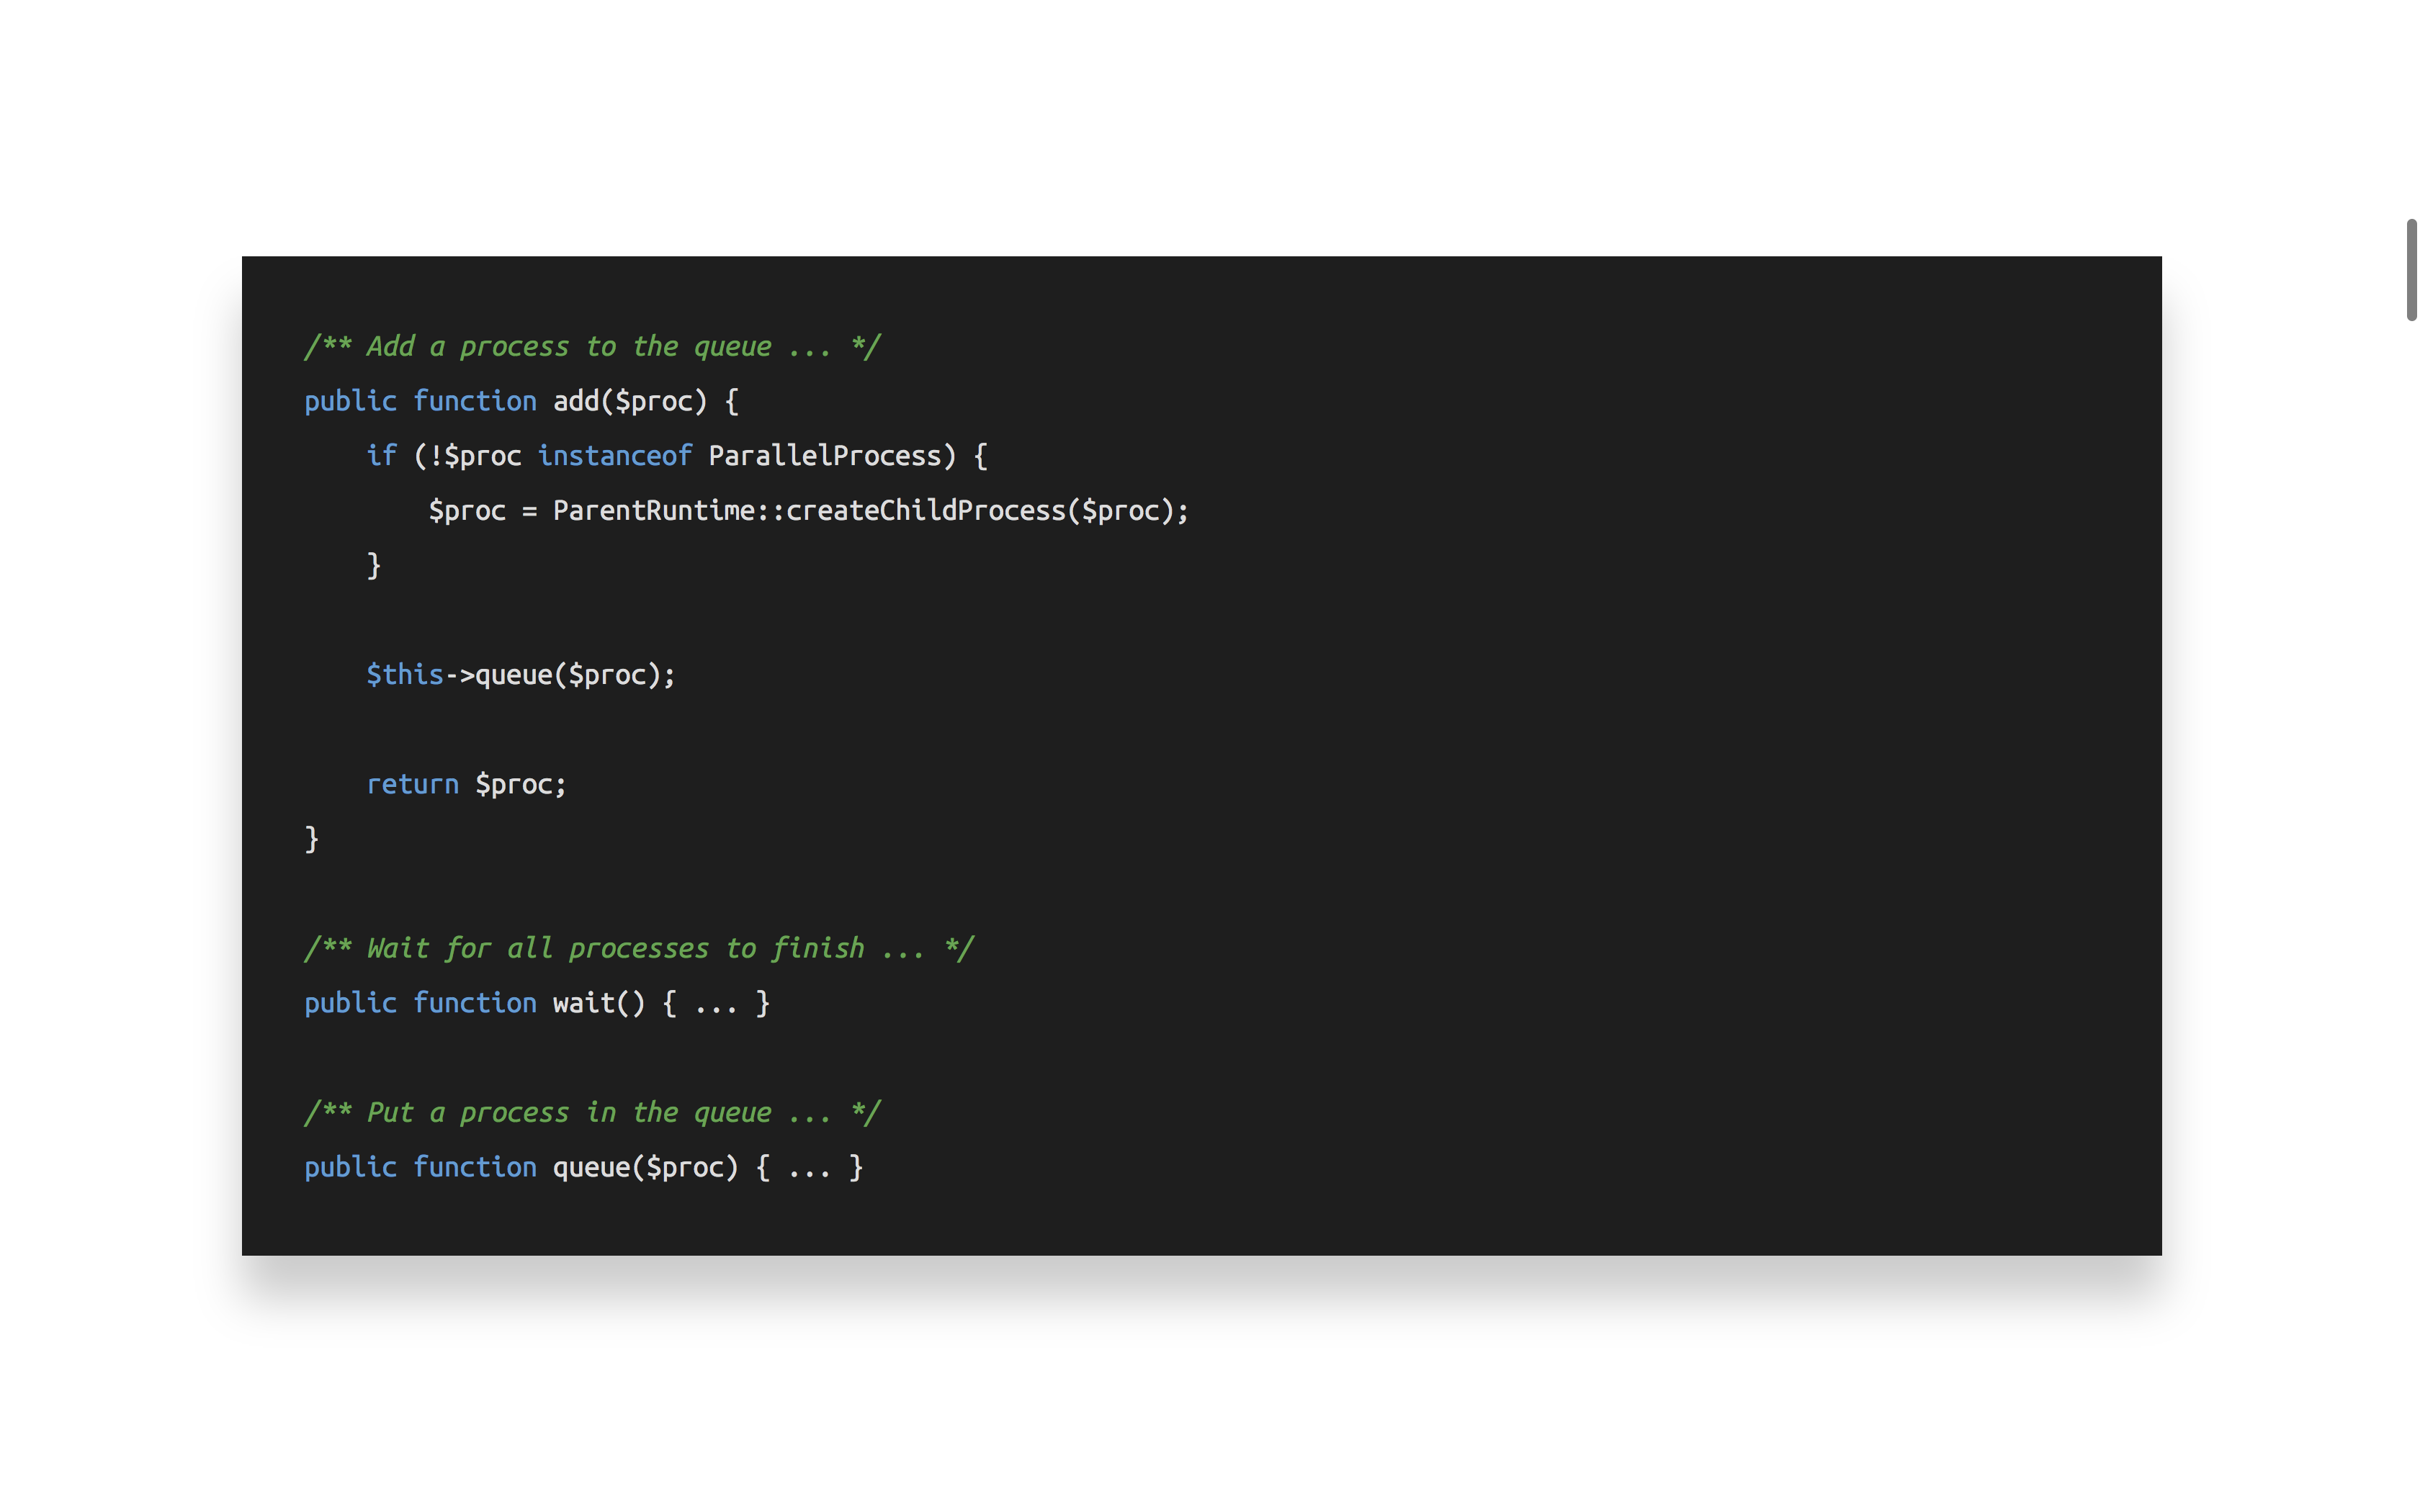 /** Add a process to the queue ... */
public function add($proc) {
    if (!$proc instanceof ParallelProcess) {
        $proc = ParentRuntime::createChildProcess($proc);
    }

    $this->queue($proc);

    return $proc;
}

/** Wait for all processes to finish ... */
public function wait() { ... }

/** Put a process in the queue ... */
public function queue($proc) { ... }